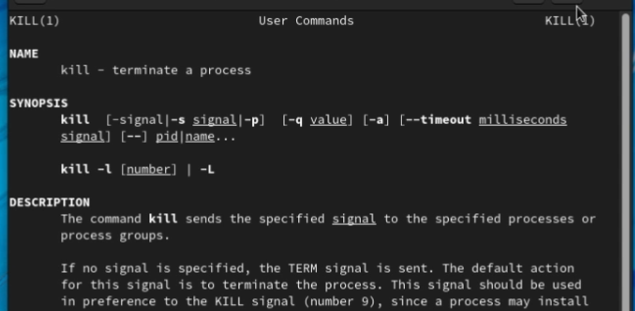 KILL(1) User Commands KILL(1)
NAME
kill - terminate a process
SYNOPSIS
kill [-signal|-s signal|-p] [-q value] [-a] [--timeout milliseconds
signal] [--] pid|name...
kill -l [number] | -L
DESCRIPTION
The command kill sends the specified signal to the specified processes or
process groups.
If no signal is specified, the TERM signal is sent. The default action
for this signal is to terminate the process. This signal should be used
in preference to the KILL signal (number 9), since a process may install